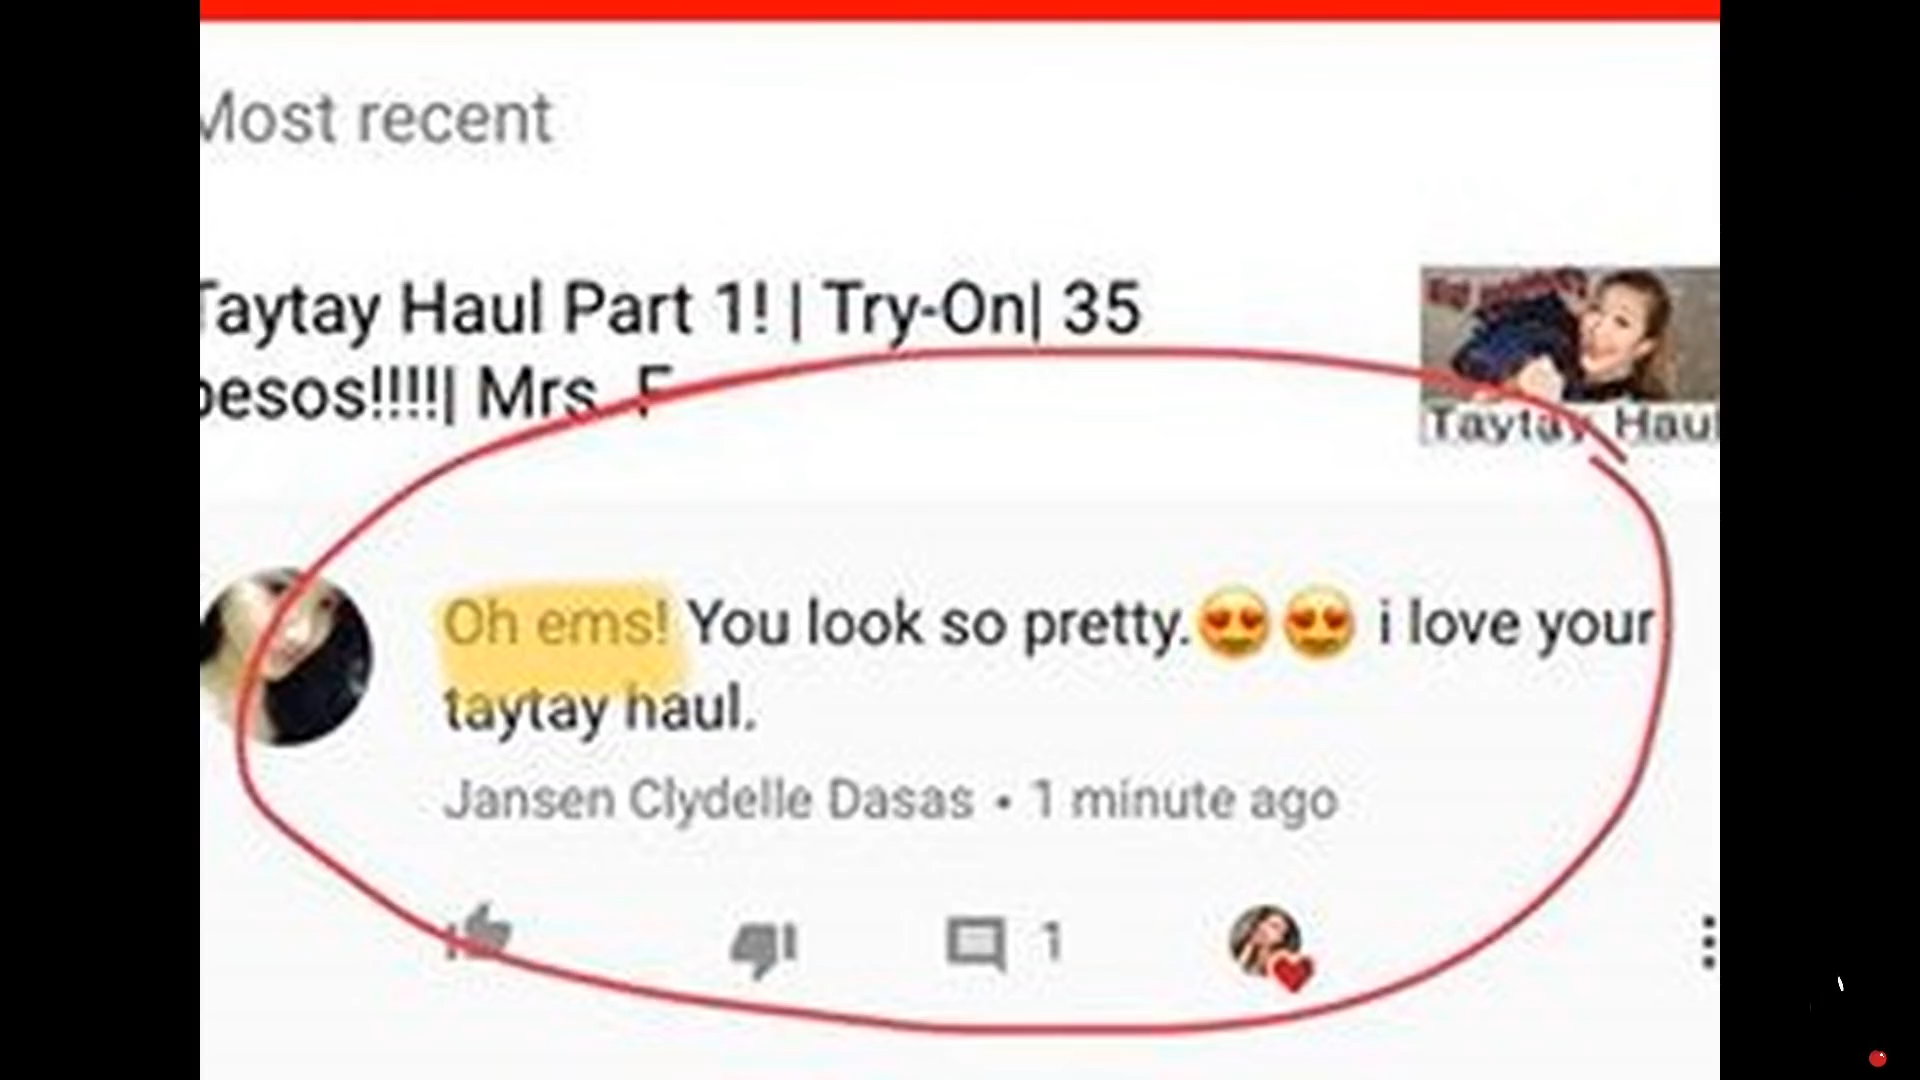 Most recent
Taytay Haul Part 1! | Try-On| 35
pesos!!!!| Mrs. F
Taytay Haul
Oh ems! You look so pretty.😍😍 i love your
taytay haul.
Jansen Clydelle Dasas • 1 minute ago
1